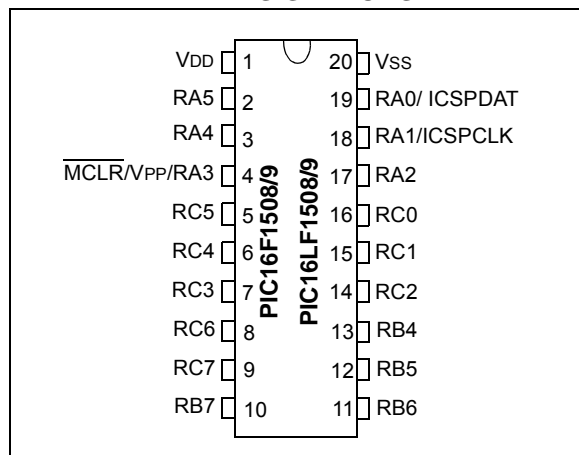 VDD 1 20 VSS
RA5 2 19 RA0/ ICSPDAT
RA4 3 18 RA1/ICSPCLK
MCLR/VPP/RA3 4 17 RA2
RC5 5 16 RC0
RC4 6 15 RC1
RC3 7 14 RC2
RC6 8 13 RB4
RC7 9 12 RB5
RB7 10 11 RB6
PIC16F1508/9
PIC16LF1508/9